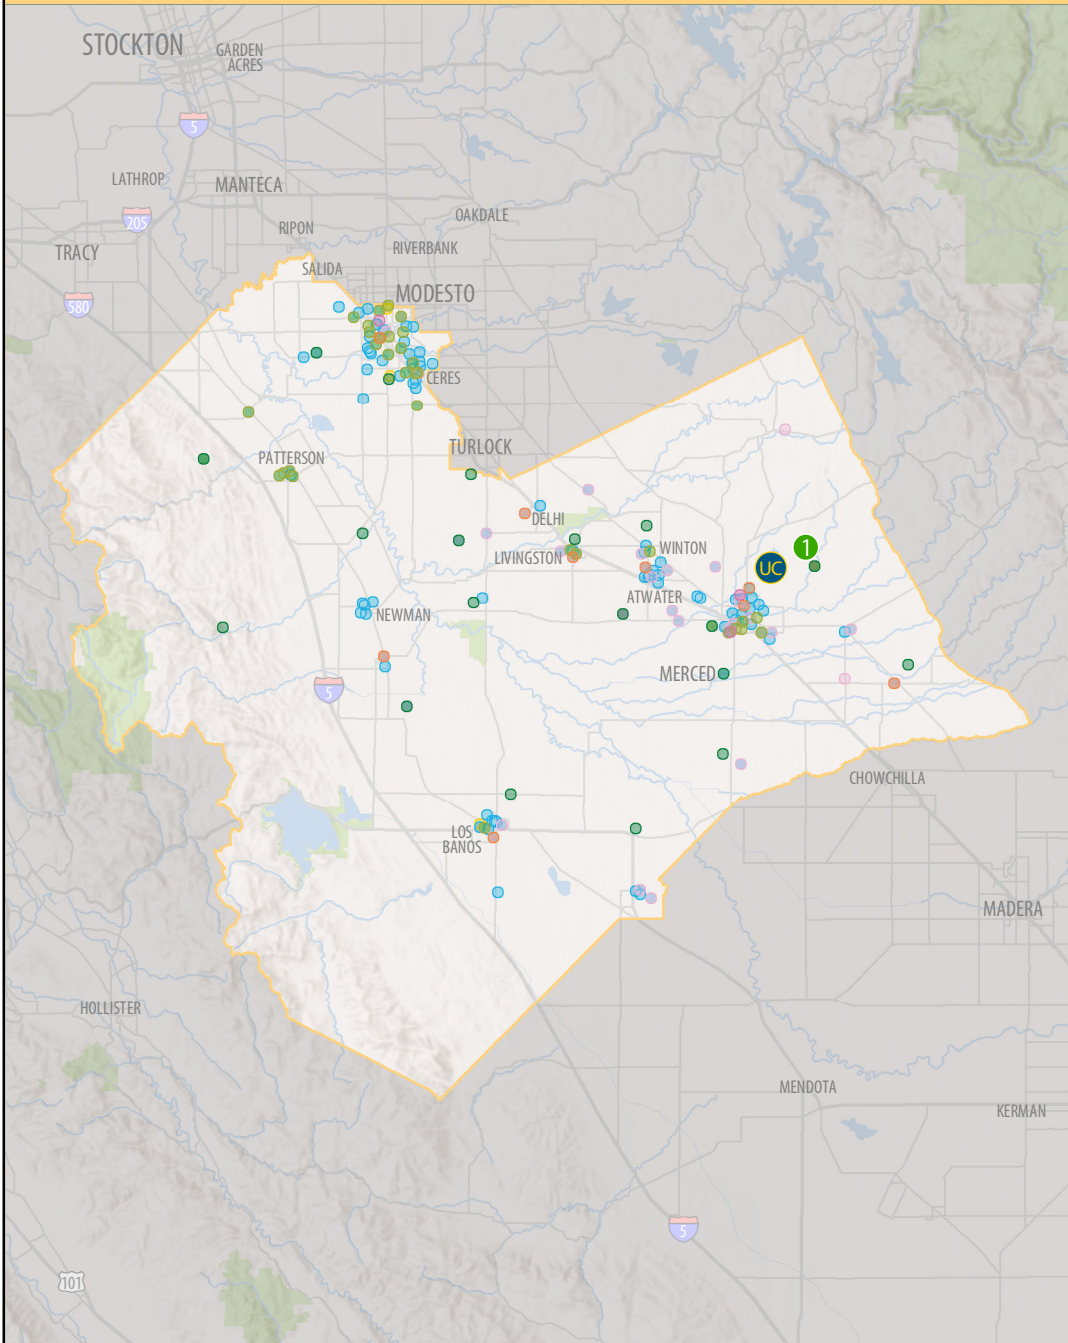 STOCKTON
GARDEN
ACRES
5
LATHROP
MANTECA
205
OAKDALE
RIPON
TRACY
RIVERBANK
SALIDA
MODESTO
580
CERES
TURLOCK
PATTERSON
DELHI
LIVINGSTON
WINTON
1
UC
ATWATER
NEWMAN
MERCED
5
CHOWCHILLA
LOS
BANOS
MADERA
HOLLISTER
MENDOTA
KERMAN
5
101